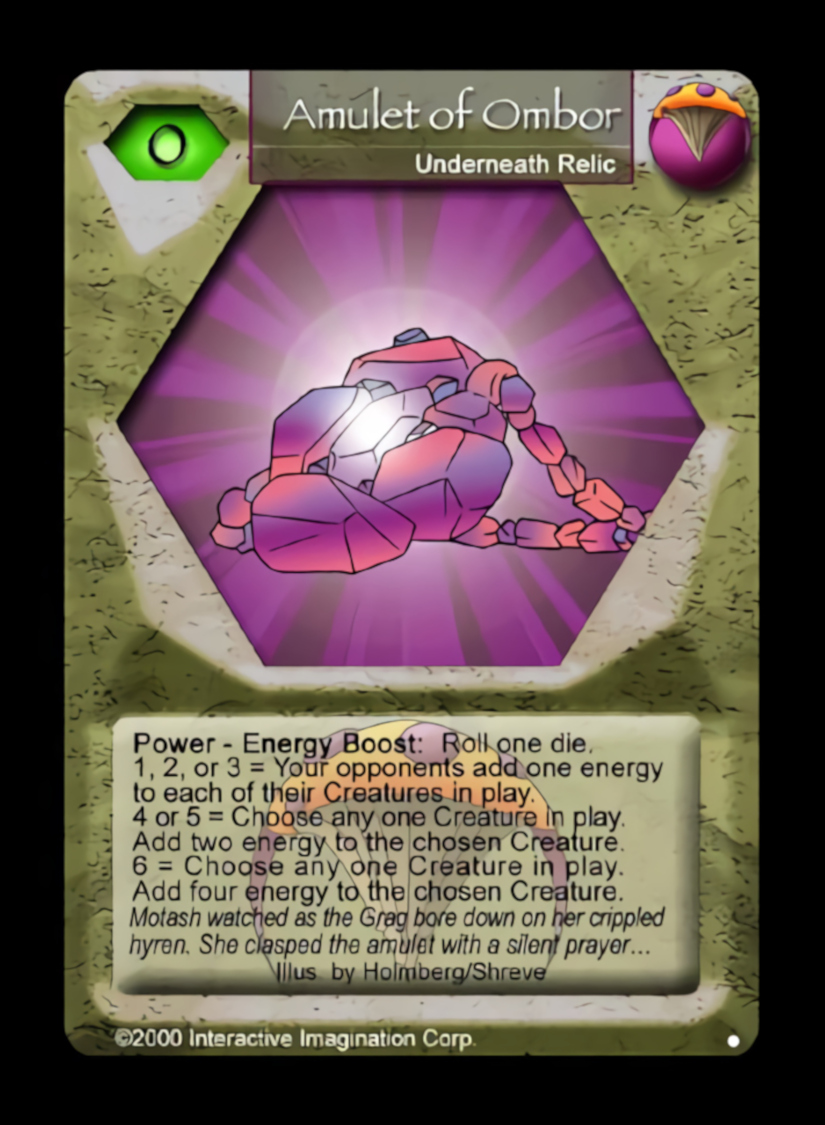 0
Amulet of Ombor
Underneath Relic
Power - Energy Boost: Roll one die.
1, 2, or 3 = Your opponents add one energy
to each of their Creatures in play.
4 or 5 = Choose any one Creature in play.
Add two energy to the chosen Creature.
6 = Choose any one Creature in play.
Add four energy to the chosen Creature.
Motash watched as the Grag bore down on her crippled
hyren. She clasped the amulet with a silent prayer...
Illus by Holmberg/Shreve
©2000 Interactive Imagination Corp.